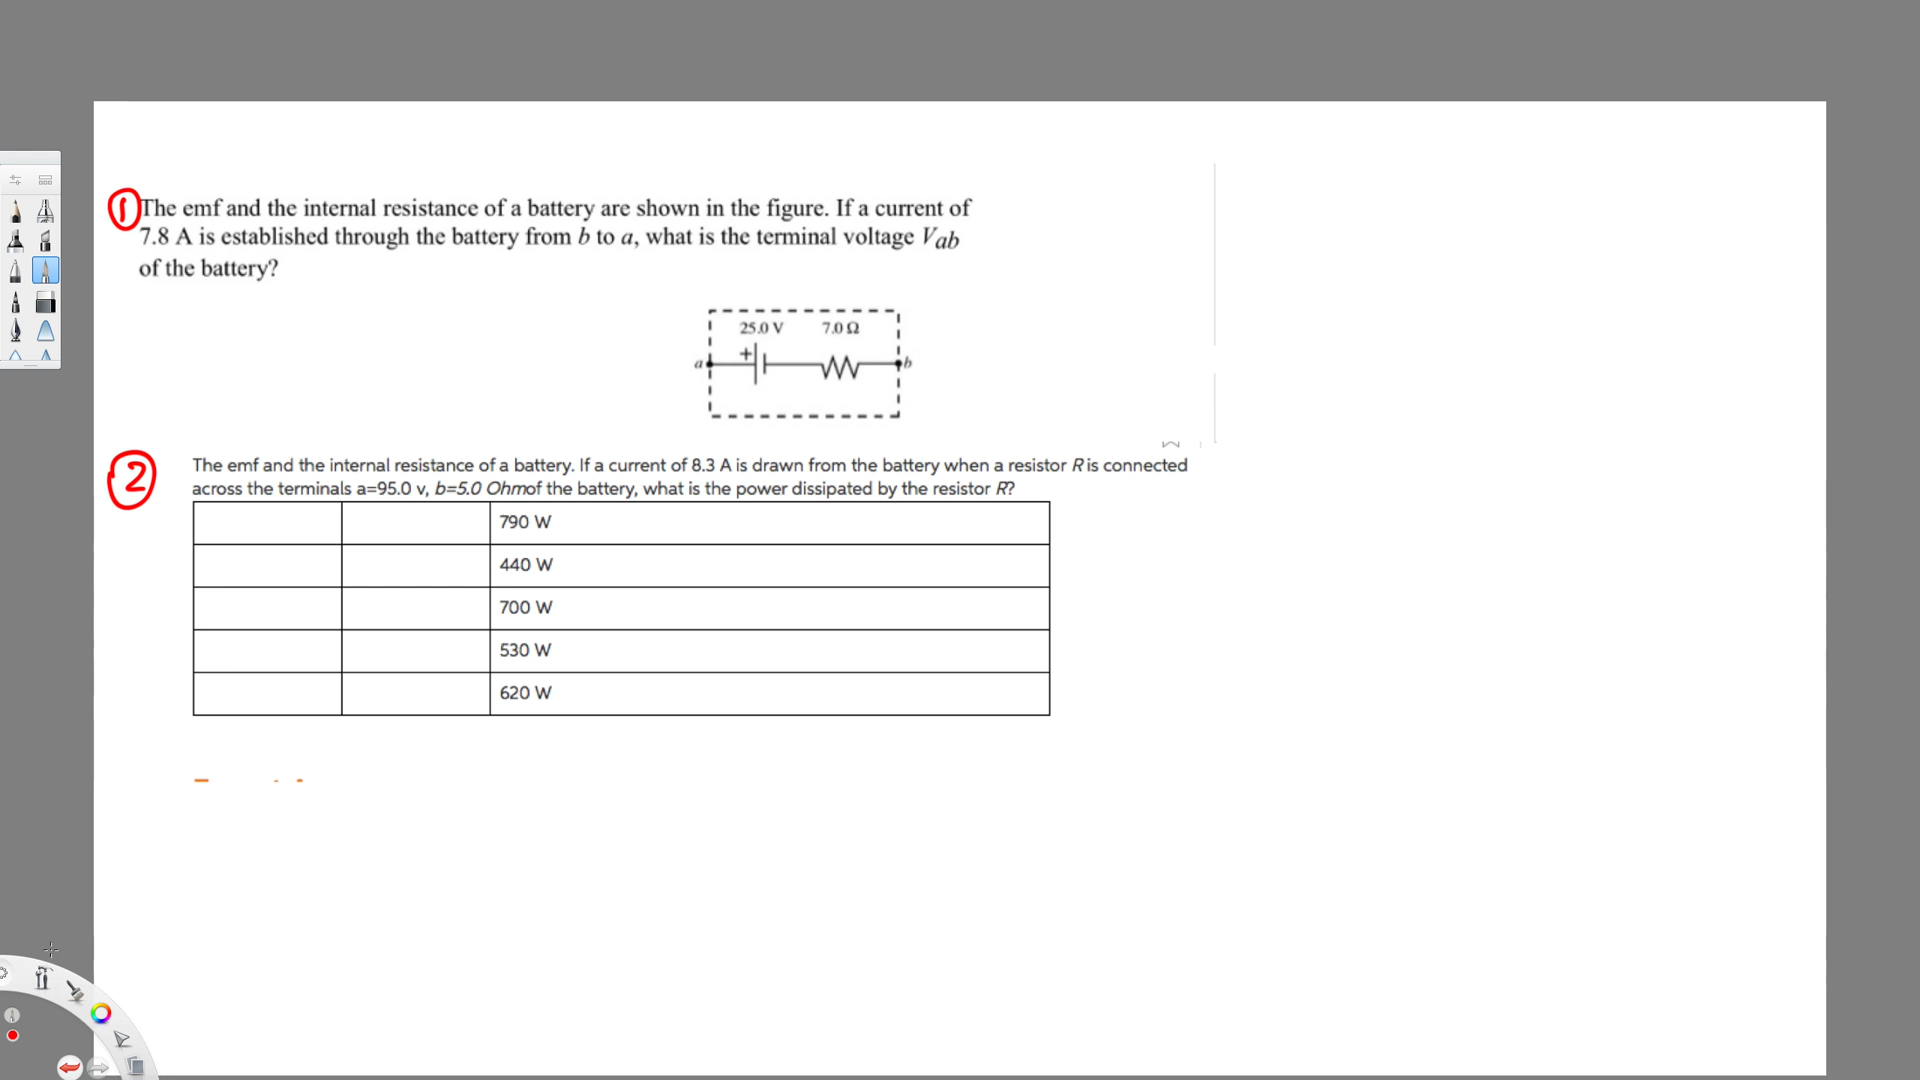 1 The emf and the internal resistance of a battery are shown in the figure. If a current of
7.8 A is established through the battery from b to a, what is the terminal voltage Vab
of the battery?
25.0 V 7.0 Ω
a + b
2 The emf and the internal resistance of a battery. If a current of 8.3 A is drawn from the battery when a resistor R is connected
across the terminals a=95.0 v, b=5.0 Ohmof the battery, what is the power dissipated by the resistor R?
790 W
440 W
700 W
530 W
620 W